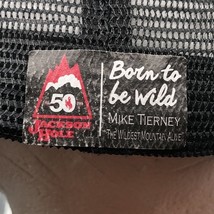 50
JACKSON
HOLE
Born to
be Wild
MIKE TIERNEY
THE WILDEST MOUNTAIN ALIVE